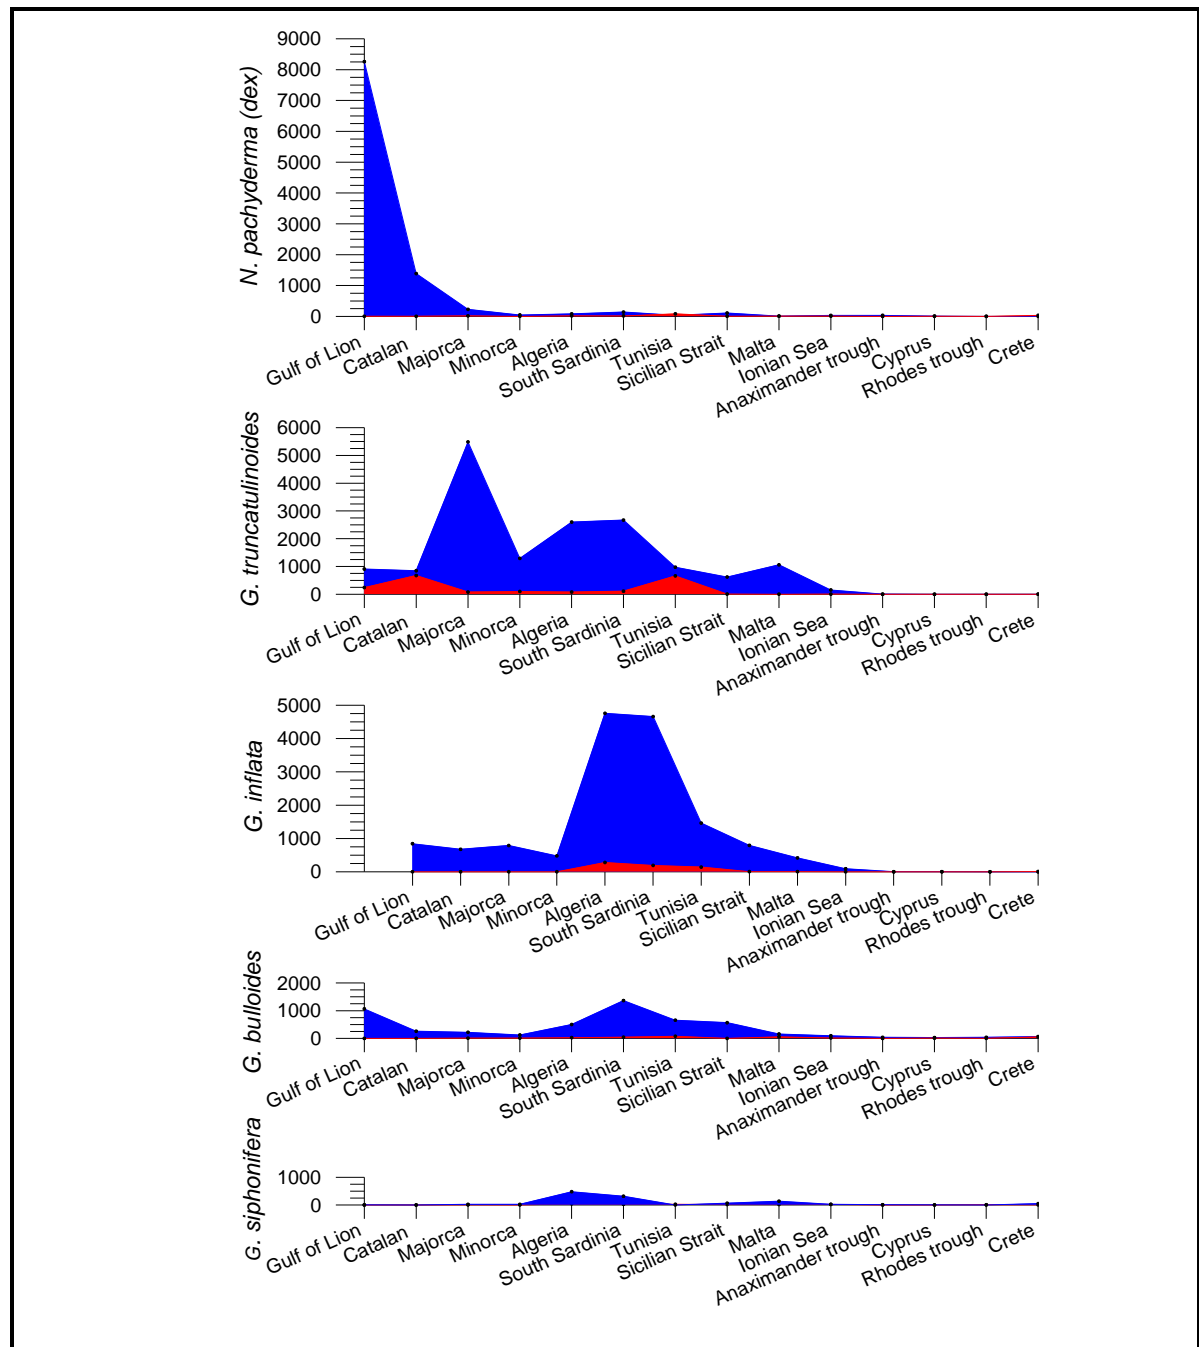 N. pachyderma (dex)
9000
8000
7000
6000
5000
4000
3000
2000
1000
0
Gulf of Lion
Catalan
Majorca
Minorca
Algeria
South Sardinia
Tunisia
Sicilian Strait
Malta
Ionian Sea
Anaximander trough
Cyprus
Rhodes trough
Crete
G. truncatulinoides
6000
5000
4000
3000
2000
1000
0
Gulf of Lion
Catalan
Majorca
Minorca
Algeria
South Sardinia
Tunisia
Sicilian Strait
Malta
Ionian Sea
Anaximander trough
Cyprus
Rhodes trough
Crete
G. inflata
5000
4000
3000
2000
1000
0
Gulf of Lion
Catalan
Majorca
Minorca
Algeria
South Sardinia
Tunisia
Sicilian Strait
Malta
Ionian Sea
Anaximander trough
Cyprus
Rhodes trough
Crete
G. bulloides
2000
1000
0
Gulf of Lion
Catalan
Majorca
Minorca
Algeria
South Sardinia
Tunisia
Sicilian Strait
Malta
Ionian Sea
Anaximander trough
Cyprus
Rhodes trough
Crete
G. siphonifera
1000
0
Gulf of Lion
Catalan
Majorca
Minorca
Algeria
South Sardinia
Tunisia
Sicilian Strait
Malta
Ionian Sea
Anaximander trough
Cyprus
Rhodes trough
Crete